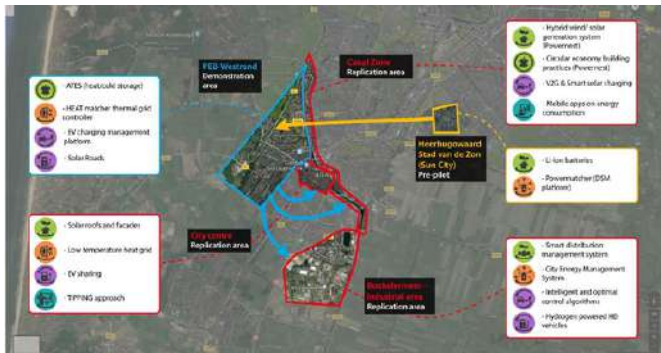 PEB Westrand
Demonstration
area
Canal Zone
Replication area
- Hybrid wind/ solar
generation system
(Powernest)
- Circular economy building
practices (Powernest)
- V2G & Smart solar charging
- Mobile apps on energy
consumption
- ATES (heat/cold storage)
- HEAT matcher thermal grid
controller
- EV charging management
platform
- Solar Roads
Heerhugowaard
Stad van de Zon
(Sun City)
Pre-pilot
- Li-Ion batteries
- Powermatcher (DSM
platform)
- Solar roofs and facades
- Low temperature heat grid
- EV sharing
- TIPPING approach
City centre
Replication area
industrial area
Replication area
- Smart distribution
management system
- City Energy Management
System
- Intelligent and optimal
control algorithms
- Hydrogen powered HD
vehicles